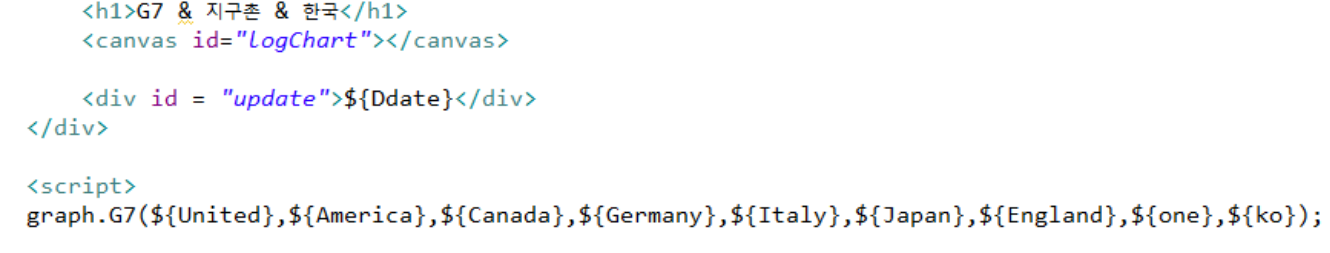 <h1>G7 & 지구촌 & 한국</h1>
<canvas id="logChart"></canvas>
<div id = "update">${Ddate}</div>
</div>
<script>
graph.G7(${United},${America},${Canada},${Germany},${Italy},${Japan},${England},${one},${ko});